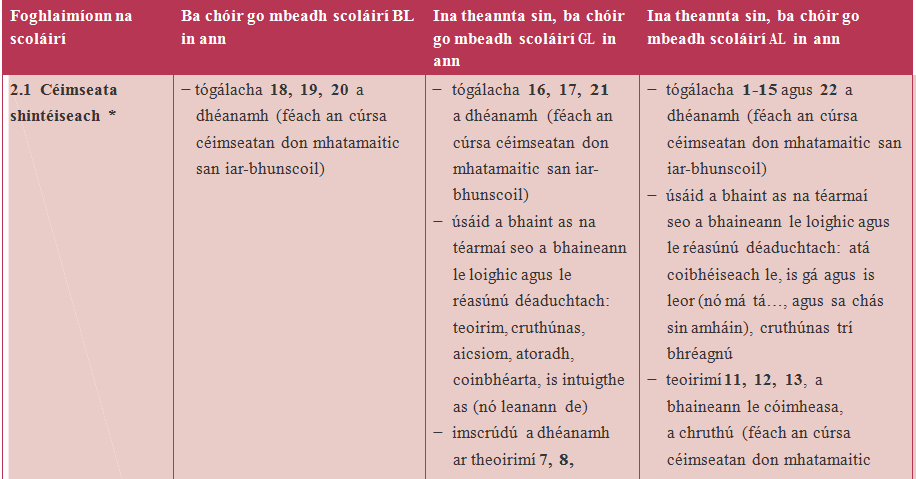 Foghlaimíonn na
scoláirí
Ba chóir go mbeadh scoláirí BL
in ann
Ina theannta sin, ba chóir
go mbeadh scoláirí GL in
ann
Ina theannta sin, ba chóir go
mbeadh scoláirí AL in ann
2.1 Céimseata
shintéiseach *
– tógálacha 18, 19, 20 a
dhéanamh (féach an cúrsa
céimseatan don mhatamaitic
san iar-bhunscoil)
– tógálacha 16, 17, 21
a dhéanamh (féach an
cúrsa céimseatan don
mhatamaitic san iar-
bhunscoil)
– úsáid a bhaint as na
téarmaí seo a bhaineann
le loighic agus le
réasúnú déaduchtach:
teoirim, cruthúnas,
aicsiom, atoradh,
coinbhéarta, is intuigthe
as (nó leanann de)
– imscrúdú a dhéanamh
ar theoirimí 7, 8,
– tógálacha 1-15 agus 22 a
dhéanamh (féach an cúrsa
céimseatan don mhatamaitic san
iar-bhunscoil)
– úsáid a bhaint as na téarmaí
seo a bhaineann le loighic agus
le réasúnú déaduchtach: atá
coibhéiseach le, is gá agus is
leor (nó má tá…, agus sa chás
sin amháin), cruthúnas trí
bhréagnú
– teoirimí 11, 12, 13, a
bhaineann le cóimheasa,
a chruthú (féach an cúrsa
céimseatan don mhatamaitic